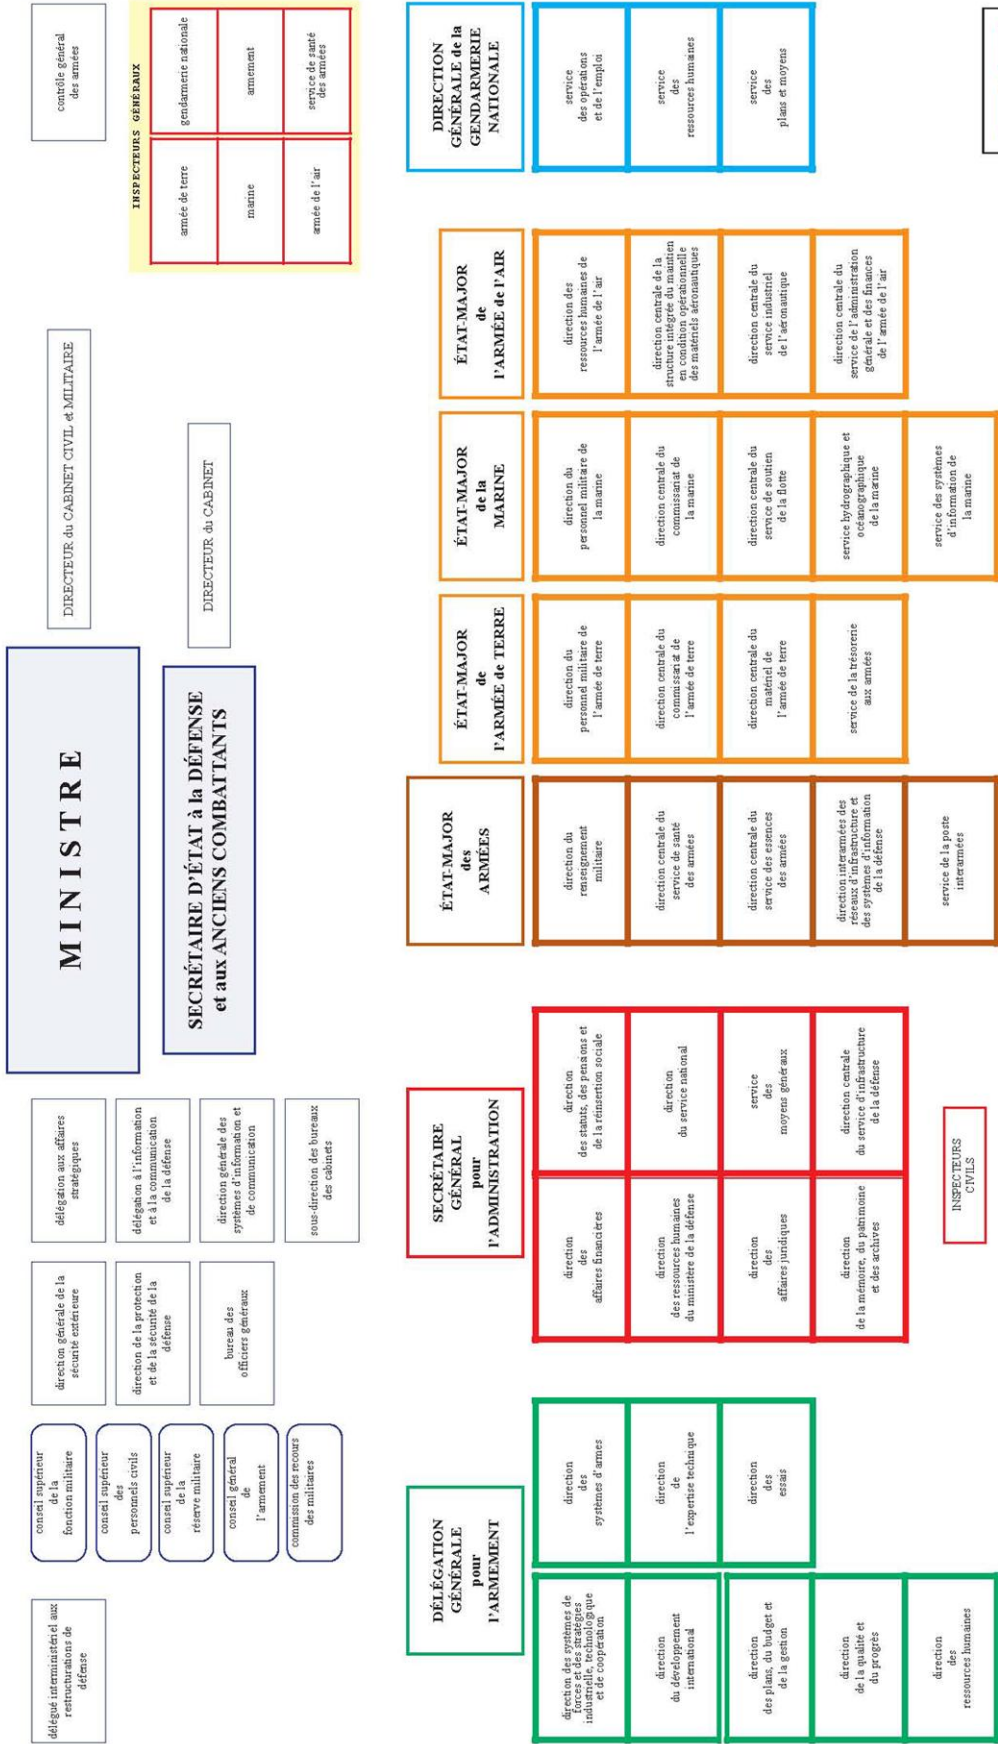 MINISTRE
SECRÉTAIRE D'ÉTAT à la DÉFENSE
et aux ANCIENS COMBATTANTS
DIRECTEUR du CABINET CIVIL et MILITAIRE
DIRECTEUR du CABINET
délégué interministériel aux
restructurations de
défense
conseil supérieur
de la
fonction militaire
conseil supérieur
des
personnels civils
conseil supérieur
de la
réserve militaire
conseil général
de
l'armement
commission des recours
des militaires
direction générale de la
sécurité extérieure
direction de la protection
et de la sécurité de la
défense
bureau des
officiers généraux
délégation aux affaires
stratégiques
délégation à l'information
et à la communication
de la défense
direction générale des
systèmes d'information et
de communication
sous-direction des bureaux
des cabinets
contrôle général
des armées
INSPECTEURS GÉNÉRAUX
armée de terre
gendarmerie nationale
marine
armement
armée de l'air
service de santé
des armées
DÉLÉGATION
GÉNÉRALE
pour
l'ARMEMENT
direction des systèmes de
forces et des stratégies
industrielle, technologique
et de coopération
direction
du développement
international
direction
des plans, du budget et
de la gestion
direction
de la qualité et
du progrès
direction
des
ressources humaines
direction
des
systèmes d'armes
direction
de
l'expertise technique
direction
des
essais
SECRÉTAIRE
GÉNÉRAL
pour
l'ADMINISTRATION
direction
des
affaires financières
direction
des ressources humaines
du ministère de la défense
direction
des
affaires juridiques
direction
de la mémoire, du patrimoine
et des archives
direction
des statuts, des pensions et
de la réinsertion sociale
direction
du service national
service
des
moyens généraux
direction centrale
du service d'infrastructure
de la défense
INSPECTEURS
CIVILS
ÉTAT-MAJOR
des
ARMÉES
direction du
renseignement
militaire
direction centrale du
service de santé
des armées
direction centrale du
service des essences
des armées
direction interarmées des
réseaux d'infrastructure et
des systèmes d'information
de la défense
service de la poste
interarmées
ÉTAT-MAJOR
de
l'ARMÉE de TERRE
direction du
personnel militaire de
l'armée de terre
direction centrale du
commissariat de
l'armée de terre
direction centrale du
matériel de
l'armée de terre
service de la trésorerie
aux armées
ÉTAT-MAJOR
de la
MARINE
direction du
personnel militaire de
la marine
direction centrale du
commissariat de
la marine
direction centrale du
service de soutien
de la flotte
service hydrographique et
océanographique
de la marine
service des systèmes
d'information de
la marine
ÉTAT-MAJOR
de
l'ARMÉE de l'AIR
direction des
ressources humaines de
l'armée de l'air
direction centrale de la
structure intégrée du maintien
en condition opérationnelle
des matériels aéronautiques
direction centrale du
service industriel
de l'aéronautique
direction centrale du
service de l'administration
générale et des finances
de l'armée de l'air
DIRECTION
GÉNÉRALE de la
GENDARMERIE
NATIONALE
service
des opérations
et de l'emploi
service
des
ressources humaines
service
des
plans et moyens